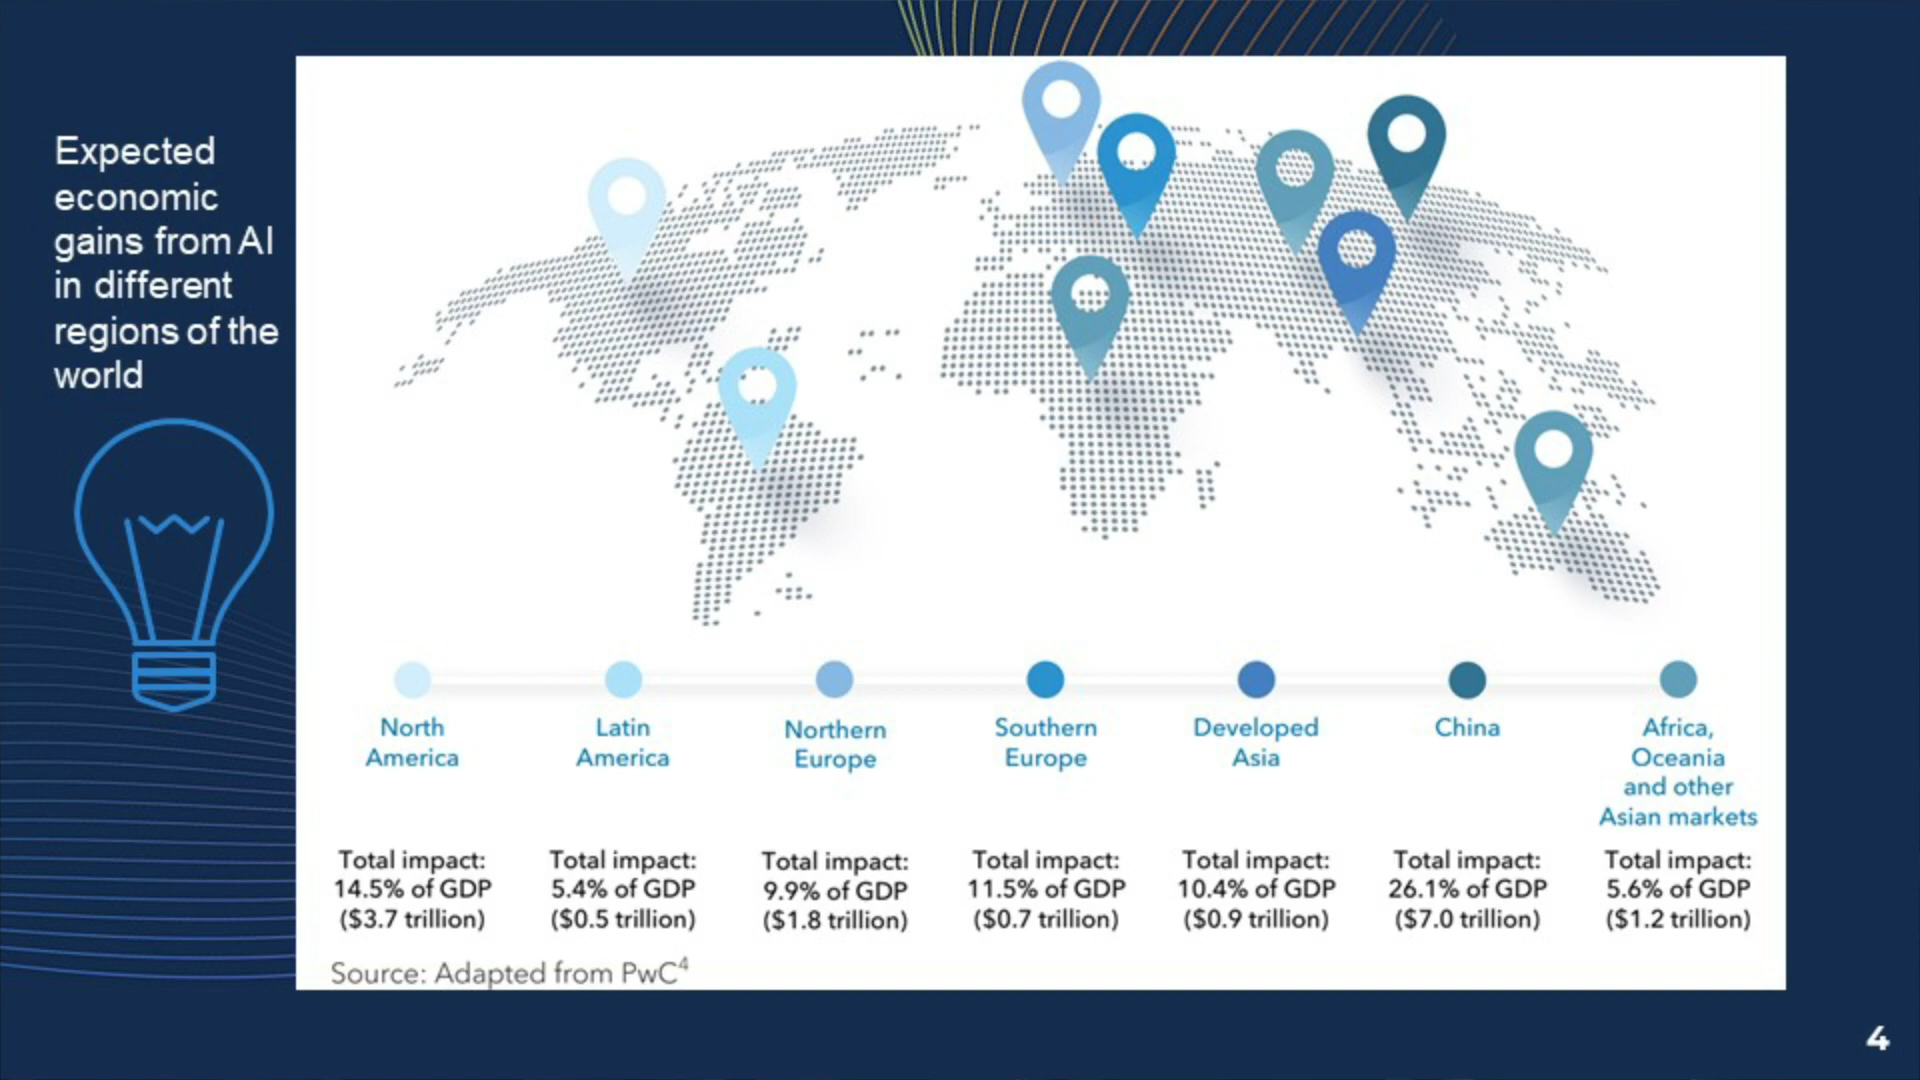 Expected
economic
gains from AI
in different
regions of the
world
North
America
Latin
America
Northern
Europe
Southern
Europe
Developed
Asia
China
Africa,
Oceania
and other
Asian markets
Total impact:
14.5% of GDP
($3.7 trillion)
Total impact:
5.4% of GDP
($0.5 trillion)
Total impact:
9.9% of GDP
($1.8 trillion)
Total impact:
11.5% of GDP
($0.7 trillion)
Total impact:
10.4% of GDP
($0.9 trillion)
Total impact:
26.1% of GDP
($7.0 trillion)
Total impact:
5.6% of GDP
($1.2 trillion)
Source: Adapted from PwC⁴
4